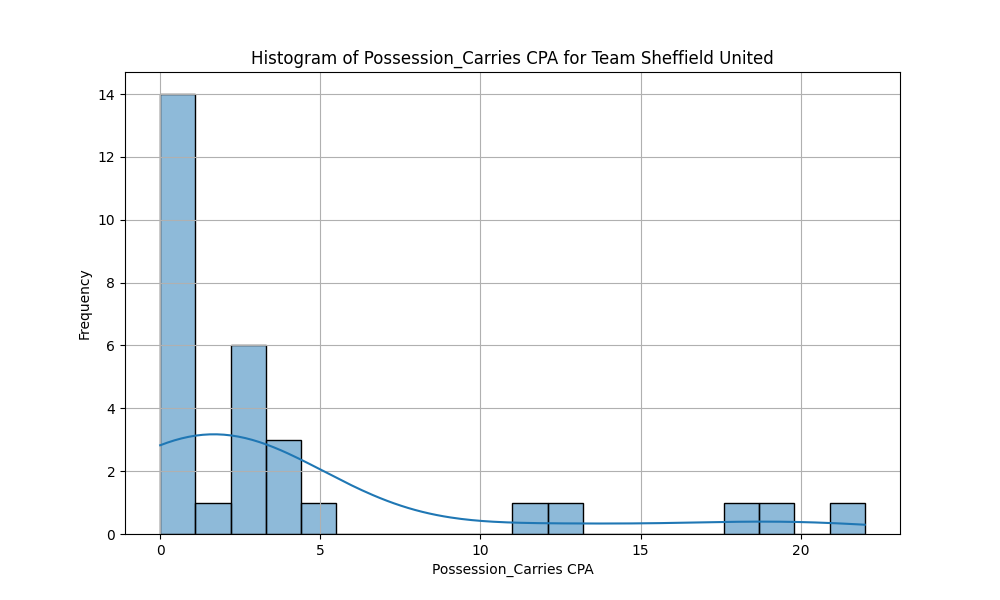 Histogram of Possession_Carries CPA for Team Sheffield United
Frequency
14
12
10
8
6
4
2
0
0 5 10 15 20
Possession_Carries CPA